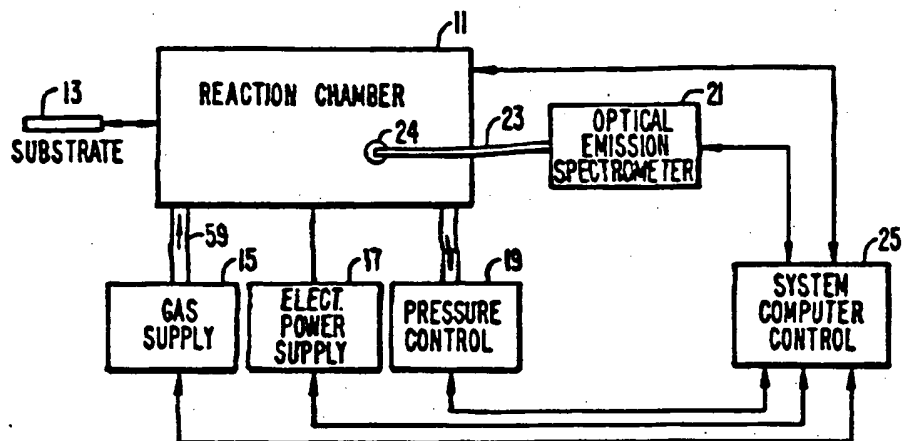 11
13
REACTION CHAMBER
21
24
23
OPTICAL
EMISSION
SPECTROMETER
SUBSTRATE
59
15
17
19
25
GAS
SUPPLY
ELECT.
POWER
SUPPLY
PRESSURE
CONTROL
SYSTEM
COMPUTER
CONTROL